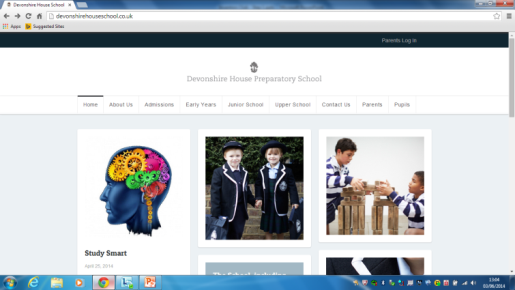 Devonshire House School
devonshirehouseschool.co.uk
Apps Suggested Sites
Parents Log in
Devonshire House Preparatory School
Home About Us Admissions Early Years Junior School Upper School Contact Us Parents Pupils
Study Smart
April 25, 2014
The School, including
13:04
03/06/2014